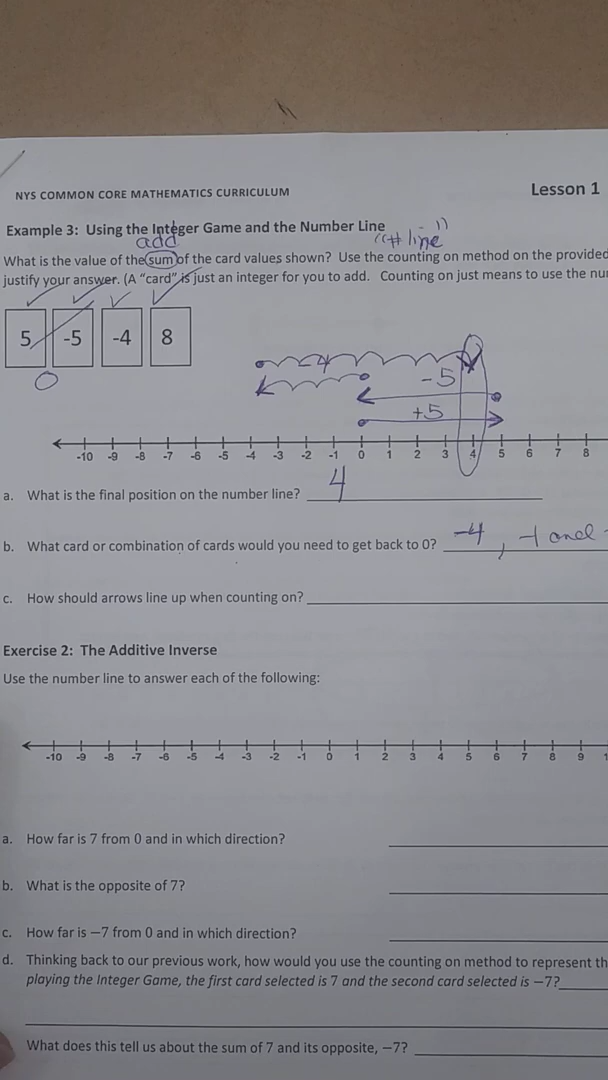 NYS COMMON CORE MATHEMATICS CURRICULUM
Lesson 1
Example 3: Using the Integer Game and the Number Line
add
"# line"
What is the value of the sum of the card values shown? Use the counting on method on the provided
justify your answer. (A "card" is just an integer for you to add. Counting on just means to use the
5 -5 -4 8
0
-4
-5
+5
-10 -9 -8 -7 -6 -5 -4 -3 -2 -1 0 1 2 3 4 5 6 7 8
a. What is the final position on the number line? 4
b. What card or combination of cards would you need to get back to 0? -4, -1 and
c. How should arrows line up when counting on?
Exercise 2: The Additive Inverse
Use the number line to answer each of the following:
-10 -9 -8 -7 -6 -5 -4 -3 -2 -1 0 1 2 3 4 5 6 7 8 9
a. How far is 7 from 0 and in which direction?
b. What is the opposite of 7?
c. How far is −7 from 0 and in which direction?
d. Thinking back to our previous work, how would you use the counting on method to represent
playing the Integer Game, the first card selected is 7 and the second card selected is −7?
What does this tell us about the sum of 7 and its opposite, −7?